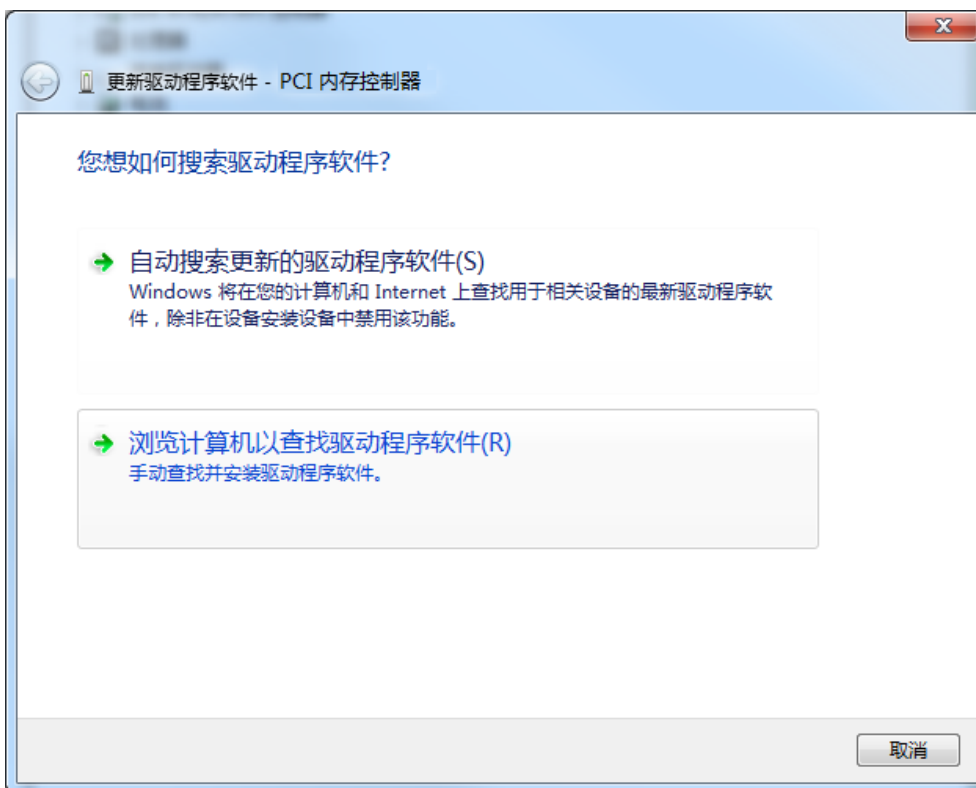 更新驱动程序软件 - PCI 内存控制器
您想如何搜索驱动程序软件?
自动搜索更新的驱动程序软件(S)
Windows 将在您的计算机和 Internet 上查找用于相关设备的最新驱动程序软
件，除非在设备安装设备中禁用该功能。
浏览计算机以查找驱动程序软件(R)
手动查找并安装驱动程序软件。
取消